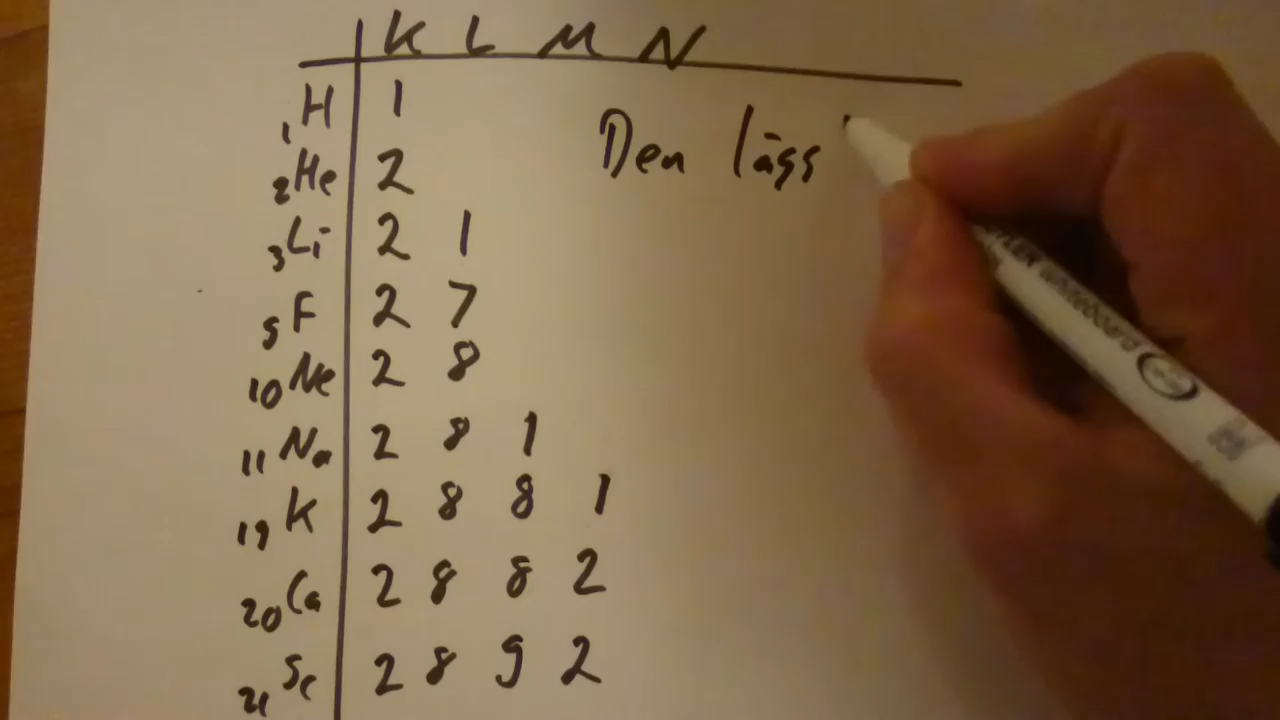 K L M N
1H 1
2He 2
3Li 2 1
9F 2 7
10Ne 2 8
11Na 2 8 1
19K 2 8 8 1
20Ca 2 8 8 2
21Sc 2 8 9 2
Den lägs
whiteboard